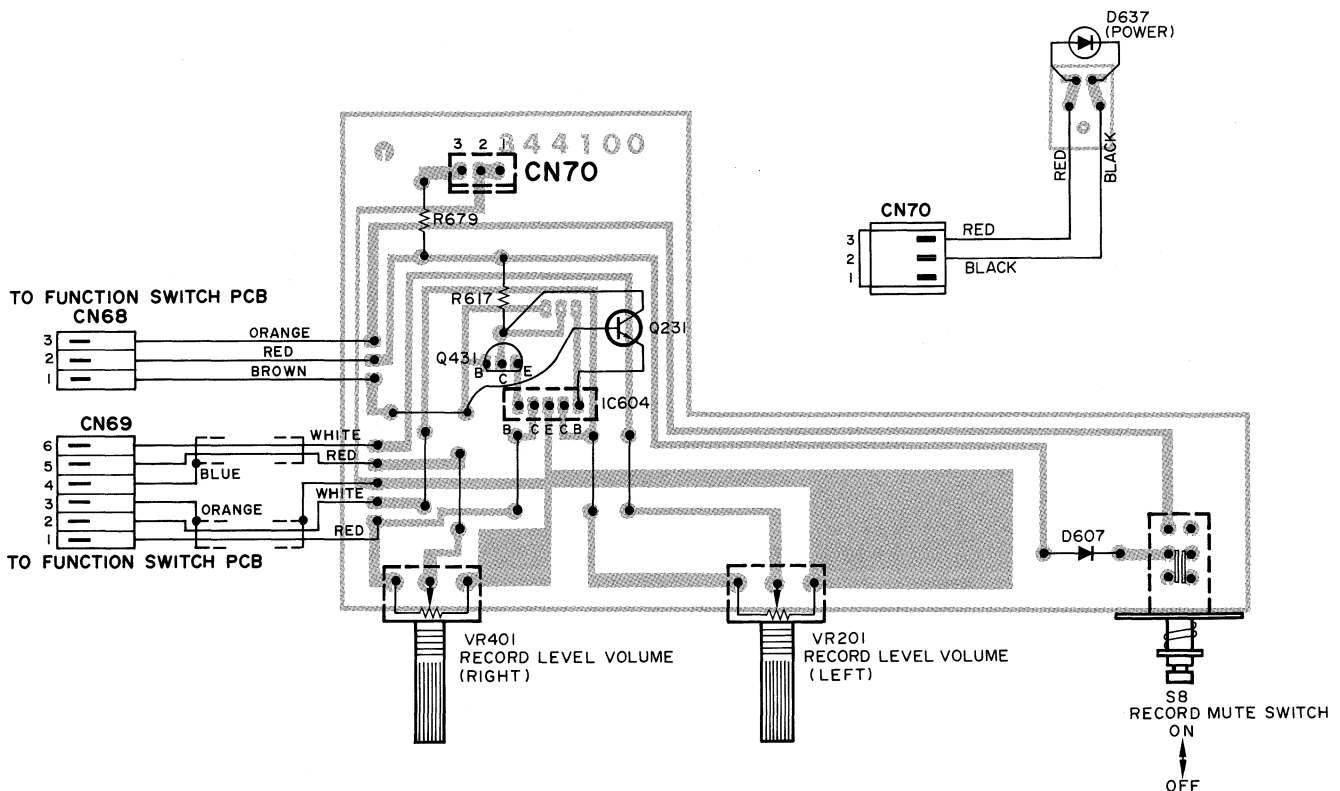 D637
(POWER)
RED
BLACK
344100
3 2 1
CN70
R679
CN70
3
2
1
RED
BLACK
TO FUNCTION SWITCH PCB
CN68
3
2
1
ORANGE
RED
BROWN
R617
Q231
Q431
B
C
E
IC604
B C E C B
CN69
6
5
4
3
2
1
WHITE
RED
BLUE
WHITE
ORANGE
RED
TO FUNCTION SWITCH PCB
D607
VR401
RECORD LEVEL VOLUME
(RIGHT)
VR201
RECORD LEVEL VOLUME
(LEFT)
S8
RECORD MUTE SWITCH
ON
OFF